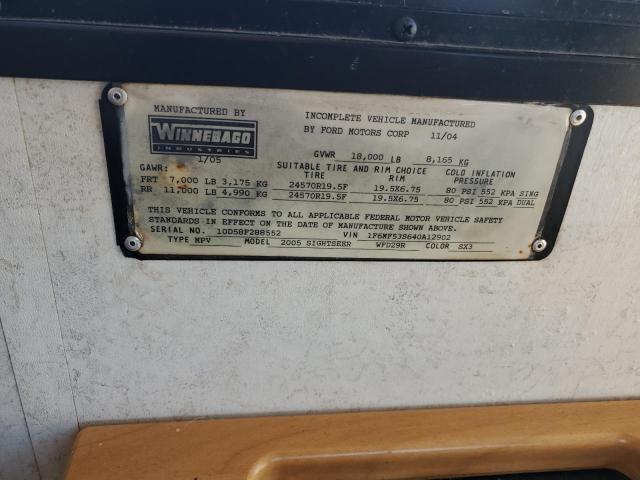 MANUFACTURED BY
WINNEBAGO
INDUSTRIES
1/05
INCOMPLETE VEHICLE MANUFACTURED
BY FORD MOTORS CORP 11/04
GVWR 18,000 LB 8,165 KG
GAWR: SUITABLE TIRE AND RIM CHOICE COLD INFLATION
TIRE RIM PRESSURE
FRT 7,000 LB 3,175 KG 24570R19.5F 19.5X6.75 80 PSI 552 KPA SING
RR 11,000 LB 4,990 KG 24570R19.5F 19.5X6.75 80 PSI 552 KPA DUAL
THIS VEHICLE CONFORMS TO ALL APPLICABLE FEDERAL MOTOR VEHICLE SAFETY
STANDARDS IN EFFECT ON THE DATE OF MANUFACTURE SHOWN ABOVE.
SERIAL NO. 10D58F288552 VIN 1F6MF53S640A12902
TYPE MPV MODEL 2005 SIGHTSEER WFD29R COLOR SX3